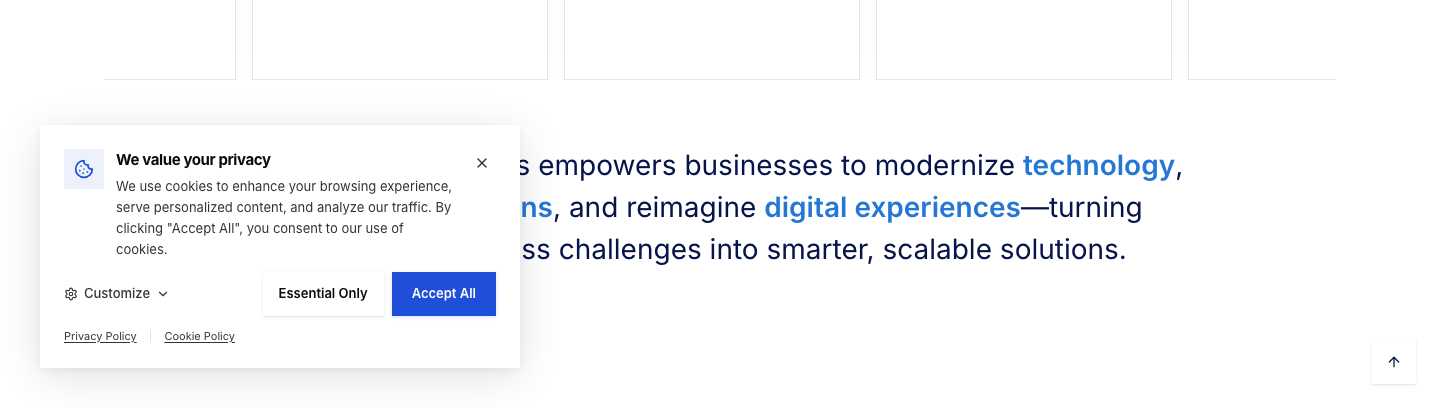 We value your privacy
We use cookies to enhance your browsing experience,
serve personalized content, and analyze our traffic. By
clicking "Accept All", you consent to our use of
cookies.
Customize
Essential Only
Accept All
Privacy Policy
Cookie Policy
empowers businesses to modernize technology,
, and reimagine digital experiences—turning
challenges into smarter, scalable solutions.